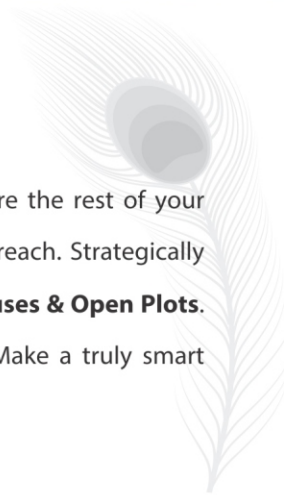 re the rest of your
reach. Strategically
uses & Open Plots.
Make a truly smart